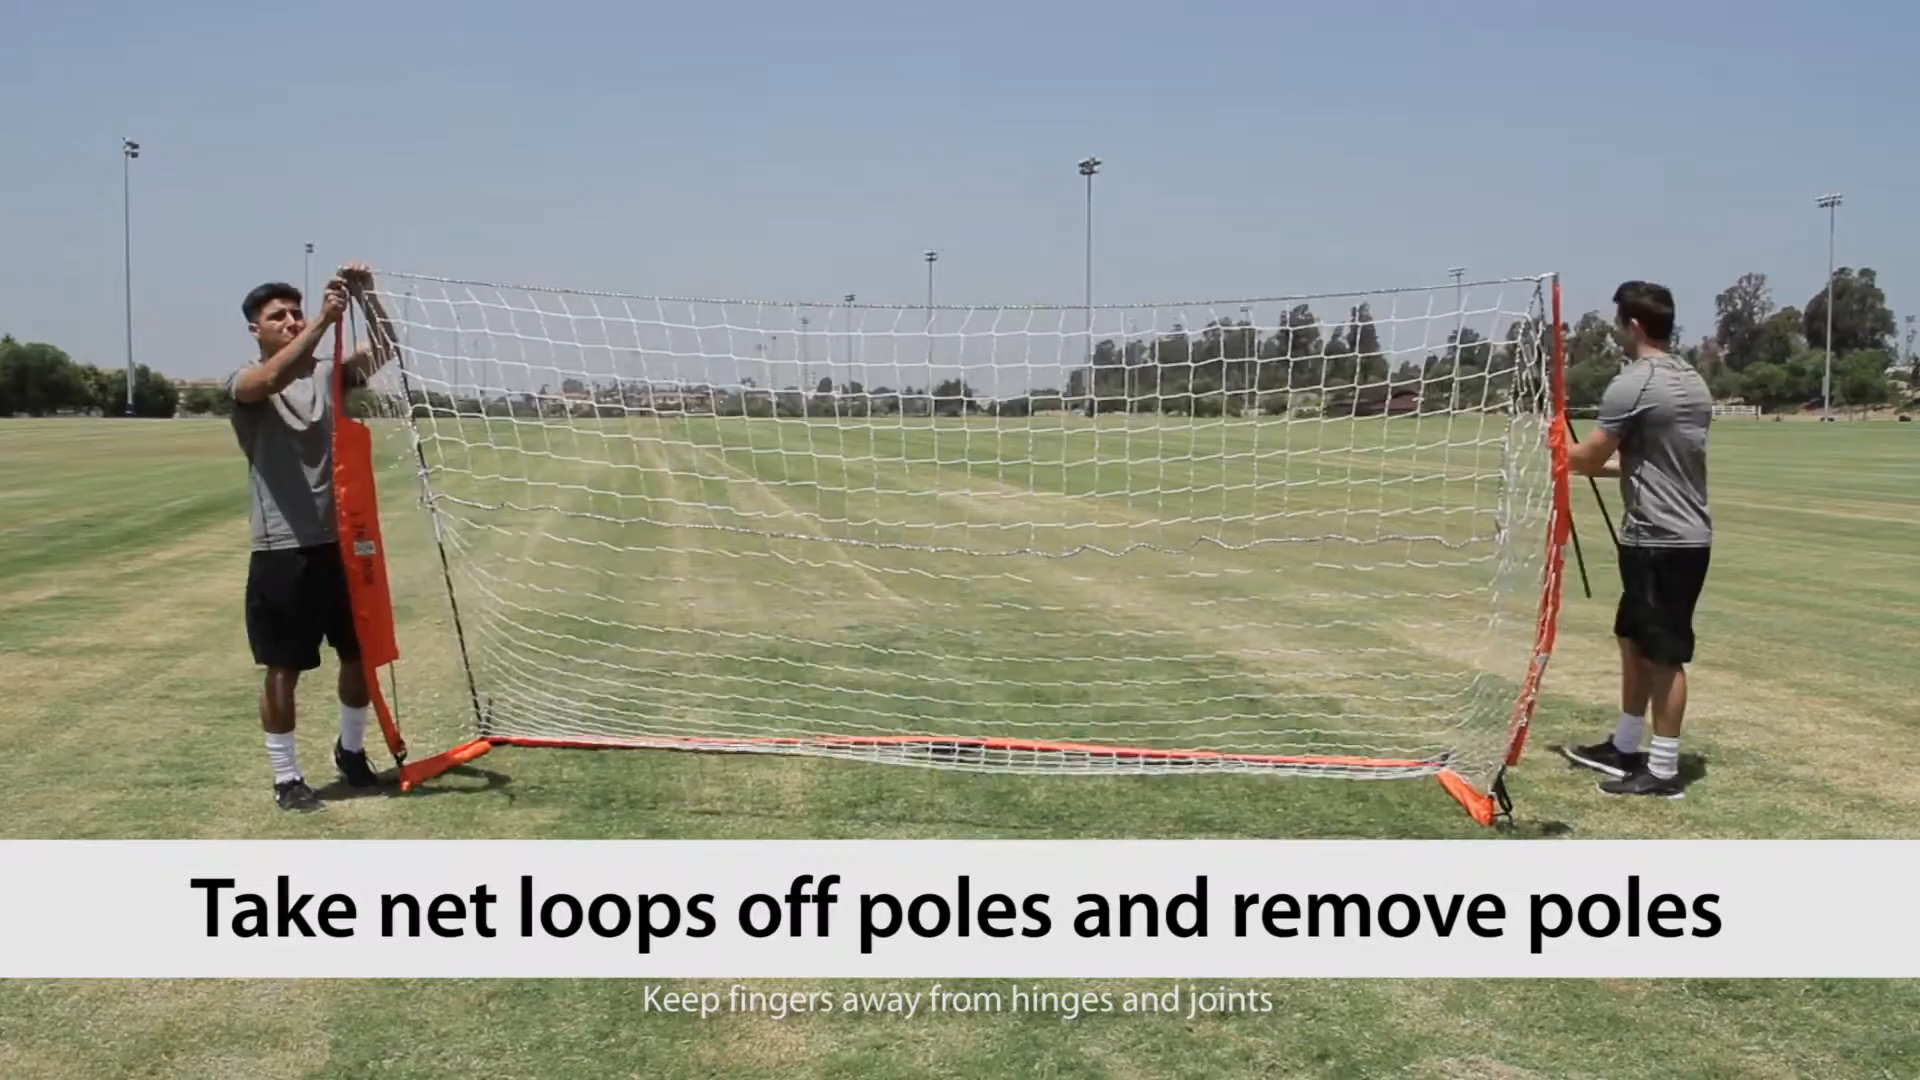 Take net loops off poles and remove poles
Keep fingers away from hinges and joints